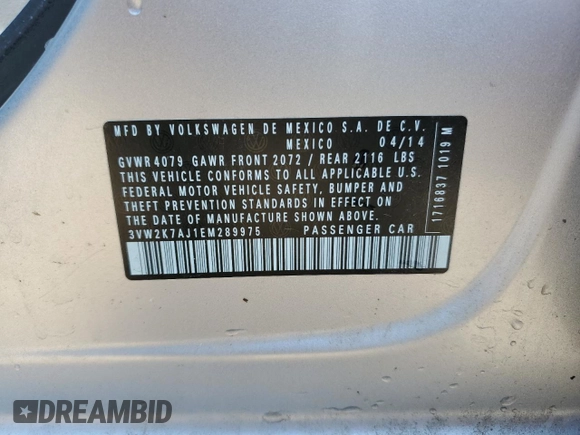 MFD BY VOLKSWAGEN DE MEXICO S.A. DE C.V.
MEXICO 04/14
GVWR 4079 GAWR FRONT 2072 / REAR 2116 LBS
THIS VEHICLE CONFORMS TO ALL APPLICABLE U.S.
FEDERAL MOTOR VEHICLE SAFETY, BUMPER AND
THEFT PREVENTION STANDARDS IN EFFECT ON
THE DATE OF MANUFACTURE SHOWN ABOVE.
3VW2K7AJ1EM289975 PASSENGER CAR
1716837 1019 M
DREAMBID